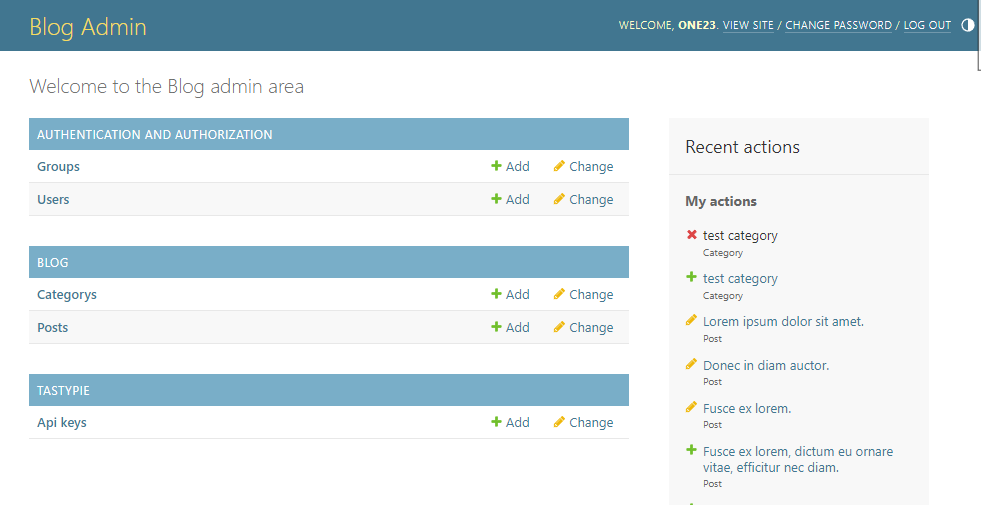 Blog Admin
WELCOME, ONE23. VIEW SITE / CHANGE PASSWORD / LOG OUT
Welcome to the Blog admin area
AUTHENTICATION AND AUTHORIZATION
Groups Add Change
Users Add Change
BLOG
Categorys Add Change
Posts Add Change
TASTYPIE
Api keys Add Change
Recent actions
My actions
test category
Category
test category
Category
Lorem ipsum dolor sit amet.
Post
Donec in diam auctor.
Post
Fusce ex lorem.
Post
Fusce ex lorem, dictum eu ornare
vitae, efficitur nec diam.
Post